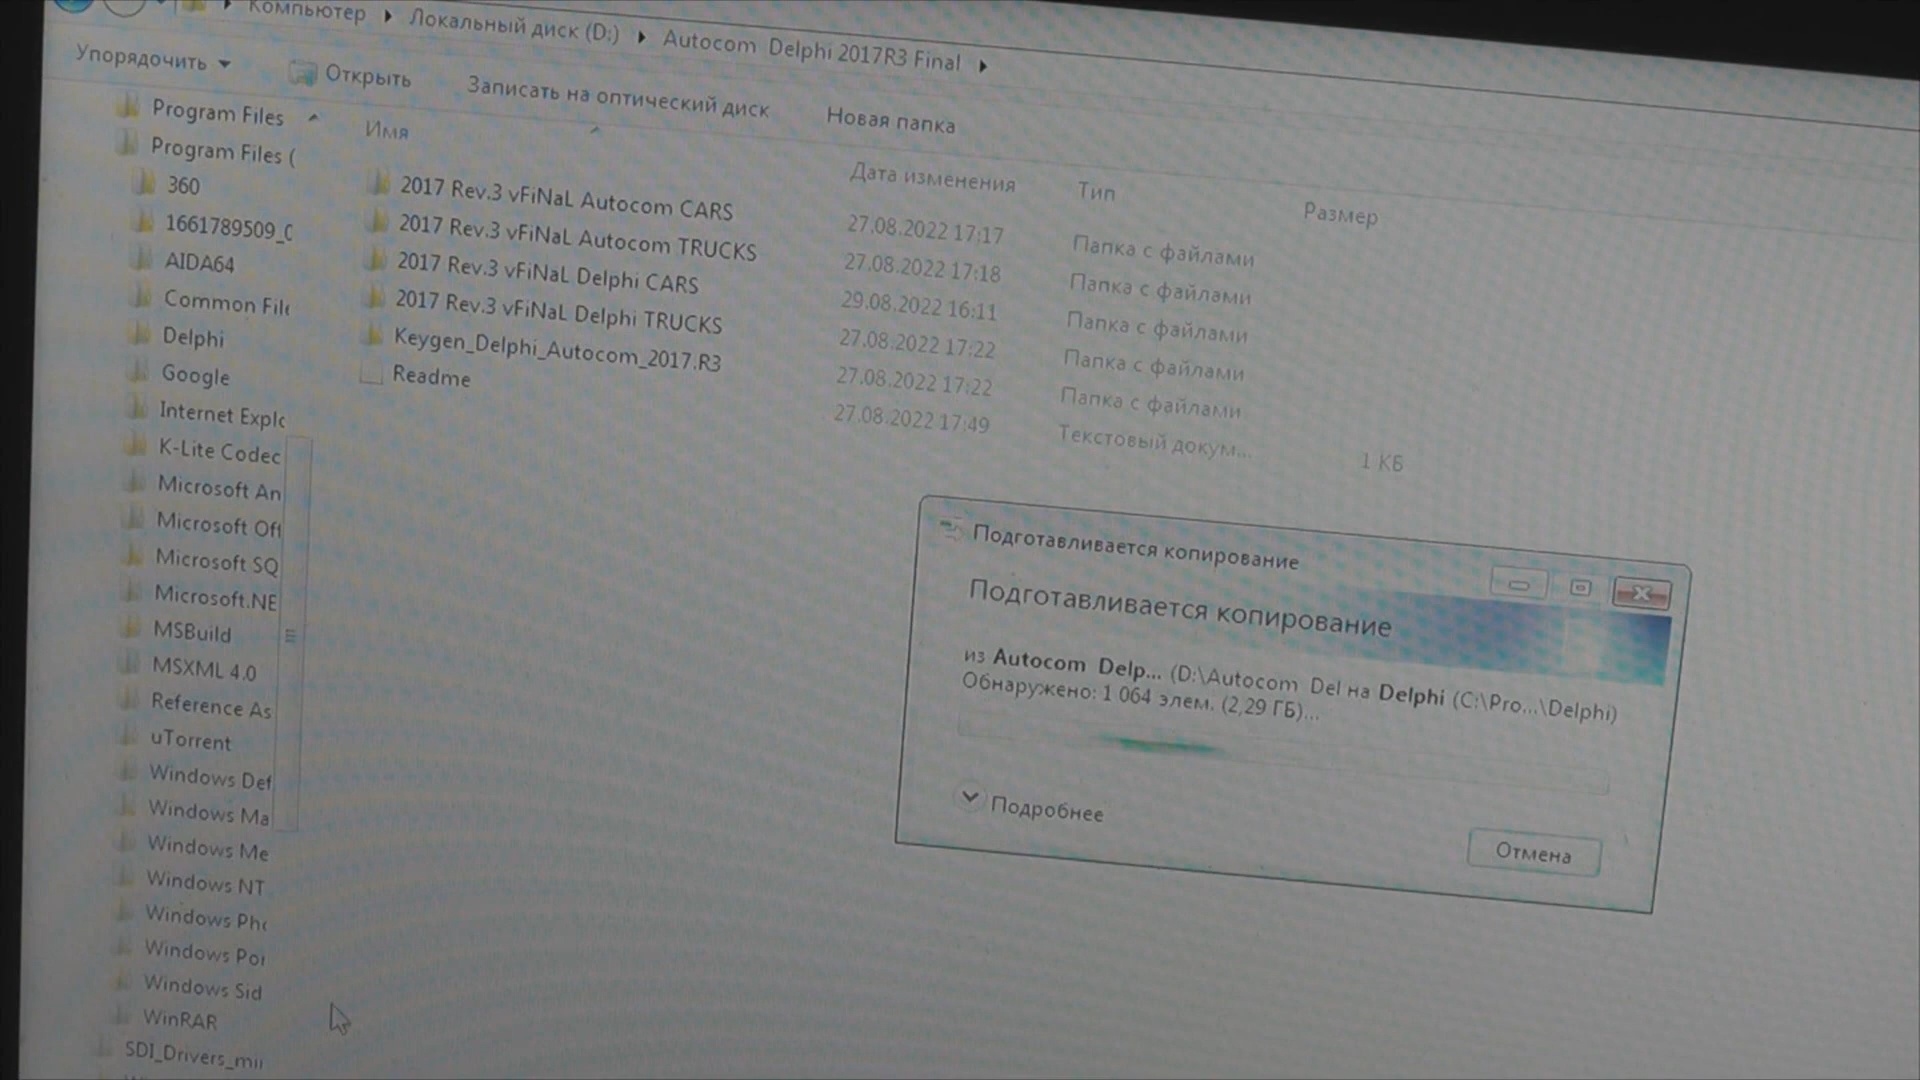 Компьютер ▸ Локальный диск (D:) ▸ Autocom Delphi 2017R3 Final ▸
Упорядочить Открыть Записать на оптический диск Новая папка
Program Files
Program Files (
360
1661789509_
AIDA64
Common File
Delphi
Google
Internet Explo
K-Lite Codec
Microsoft An
Microsoft Off
Microsoft SQ
Microsoft.NE
MSBuild
MSXML 4.0
Reference As
uTorrent
Windows Def
Windows Ma
Windows Me
Windows NT
Windows Pho
Windows Por
Windows Sid
WinRAR
SDI_Drivers_
Имя Дата изменения Тип Размер
2017 Rev.3 vFiNaL Autocom CARS 27.08.2022 17:17 Папка с файлами
2017 Rev.3 vFiNaL Autocom TRUCKS 27.08.2022 17:18 Папка с файлами
2017 Rev.3 vFiNaL Delphi CARS 29.08.2022 16:11 Папка с файлами
2017 Rev.3 vFiNaL Delphi TRUCKS 27.08.2022 17:22 Папка с файлами
Keygen_Delphi_Autocom_2017.R3 27.08.2022 17:22 Папка с файлами
Readme 27.08.2022 17:49 Текстовый докум... 1 КБ
Подготавливается копирование
Подготавливается копирование
из Autocom Delp... (D:\Autocom Del на Delphi (C:\Pro...\Delphi)
Обнаружено: 1 064 элем. (2,29 ГБ)...
Подробнее
Отмена